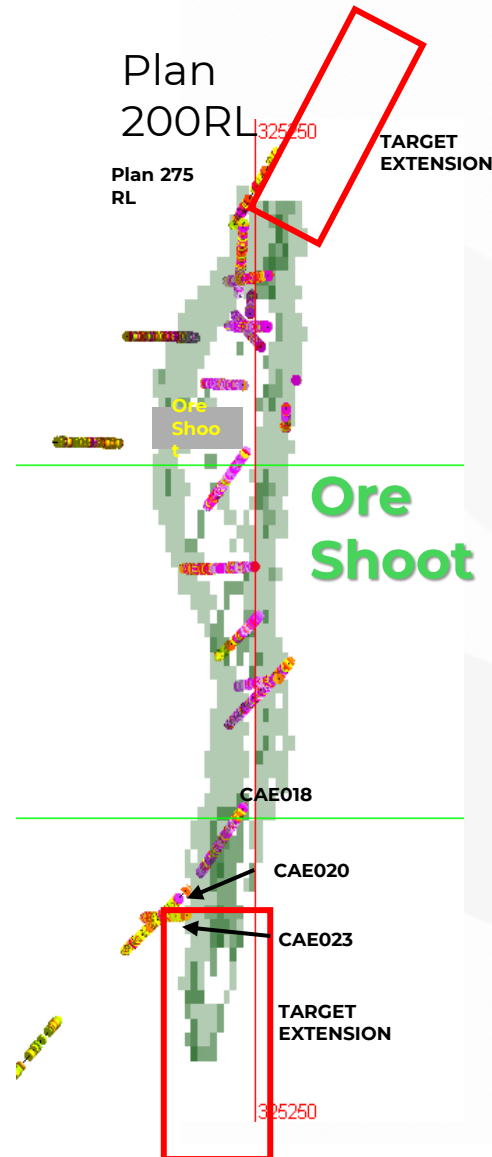 Plan
200RL
325250
TARGET
EXTENSION
Plan 275
RL
Ore
Shoo
t
Ore
Shoot
CAE018
CAE020
CAE023
TARGET
EXTENSION
325250